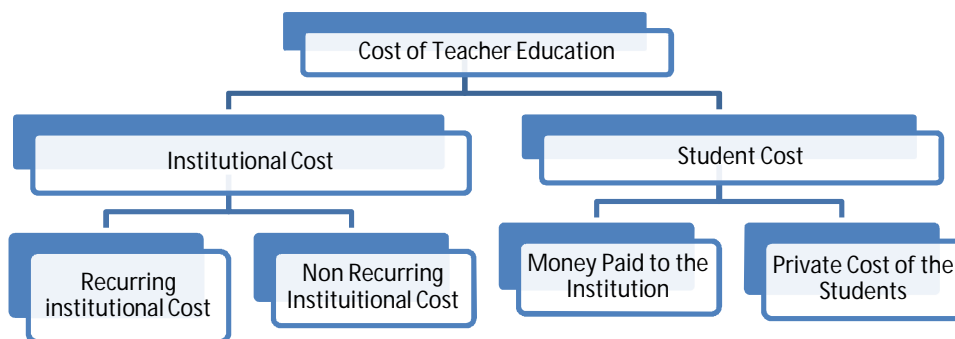 Cost of Teacher Education
Institutional Cost
Student Cost
Recurring
institutional Cost
Non Recurring
Instituitional Cost
Money Paid to the
Institution
Private Cost of the
Students